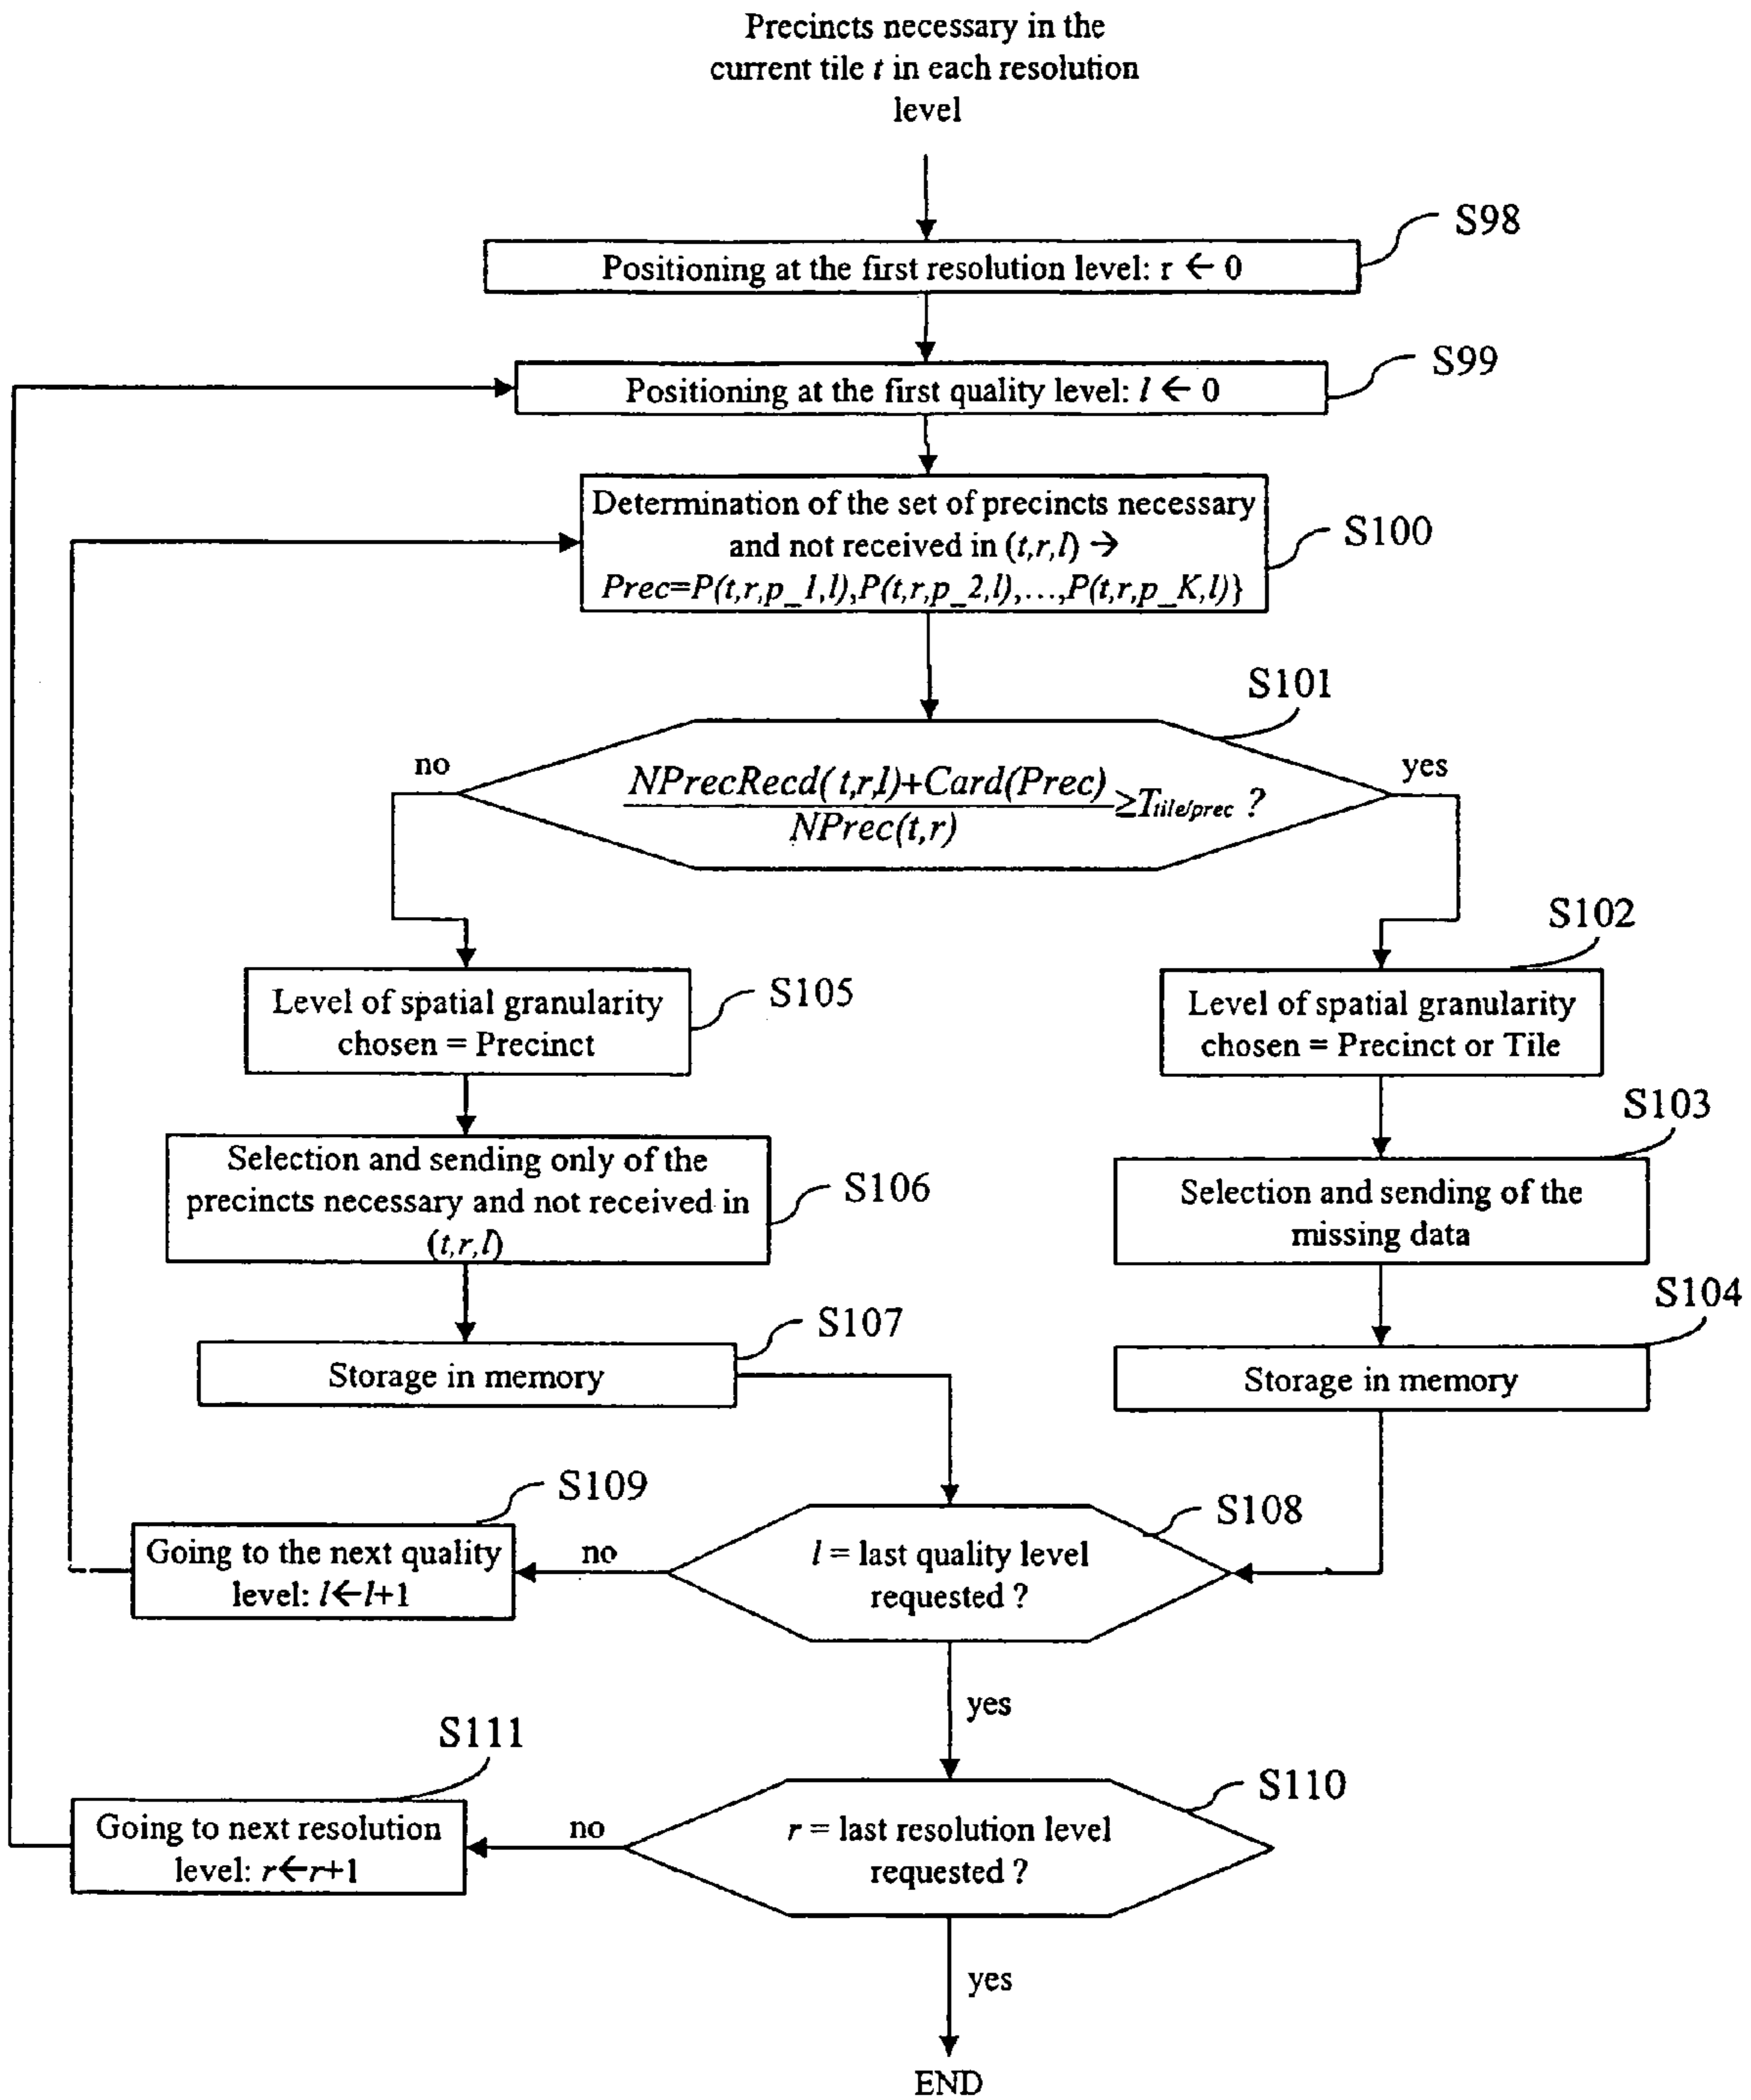 Precincts necessary in the
current tile t in each resolution
level
S98
Positioning at the first resolution level: r ← 0
S99
Positioning at the first quality level: l ← 0
Determination of the set of precincts necessary
and not received in (t,r,l) →
Prec=P(t,r,p_1,l),P(t,r,p_2,l),...,P(t,r,p_K,l)}
S100
S101
no
yes
NPrecRecd(t,r,l)+Card(Prec)
NPrec(t,r)
≥Ttile/prec ?
S102
Level of spatial granularity
chosen = Precinct
S105
Level of spatial granularity
chosen = Precinct or Tile
S103
Selection and sending only of the
precincts necessary and not received in
(t,r,l)
S106
Selection and sending of the
missing data
S104
S107
Storage in memory
Storage in memory
S109
S108
Going to the next quality
level: l←l+1
no
l = last quality level
requested ?
yes
S111
S110
Going to next resolution
level: r←r+1
no
r = last resolution level
requested ?
yes
END